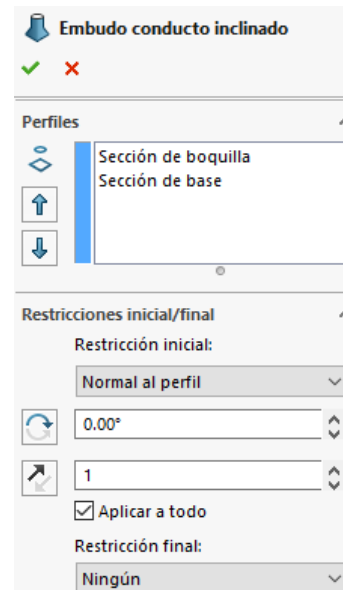 Embudo conducto inclinado
Perfiles
Sección de boquilla
Sección de base
Restricciones inicial/final
Restricción inicial:
Normal al perfil
0.00°
1
Aplicar a todo
Restricción final:
Ningún